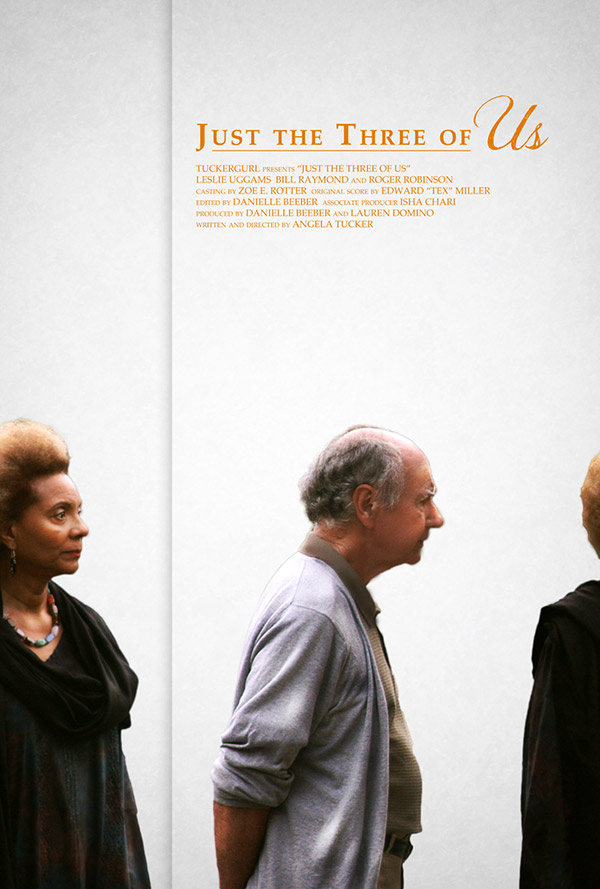 JUST THE THREE OF Us
TUCKERGURL PRESENTS "JUST THE THREE OF US"
LESLIE UGGAMS BILL RAYMOND AND ROGER ROBINSON
CASTING BY ZOE E. ROTTER ORIGINAL SCORE BY EDWARD "TEX" MILLER
EDITED BY DANIELLE BEEBER ASSOCIATE PRODUCER ISHA CHARI
PRODUCED BY DANIELLE BEEBER AND LAUREN DOMINO
WRITTEN AND DIRECTED BY ANGELA TUCKER